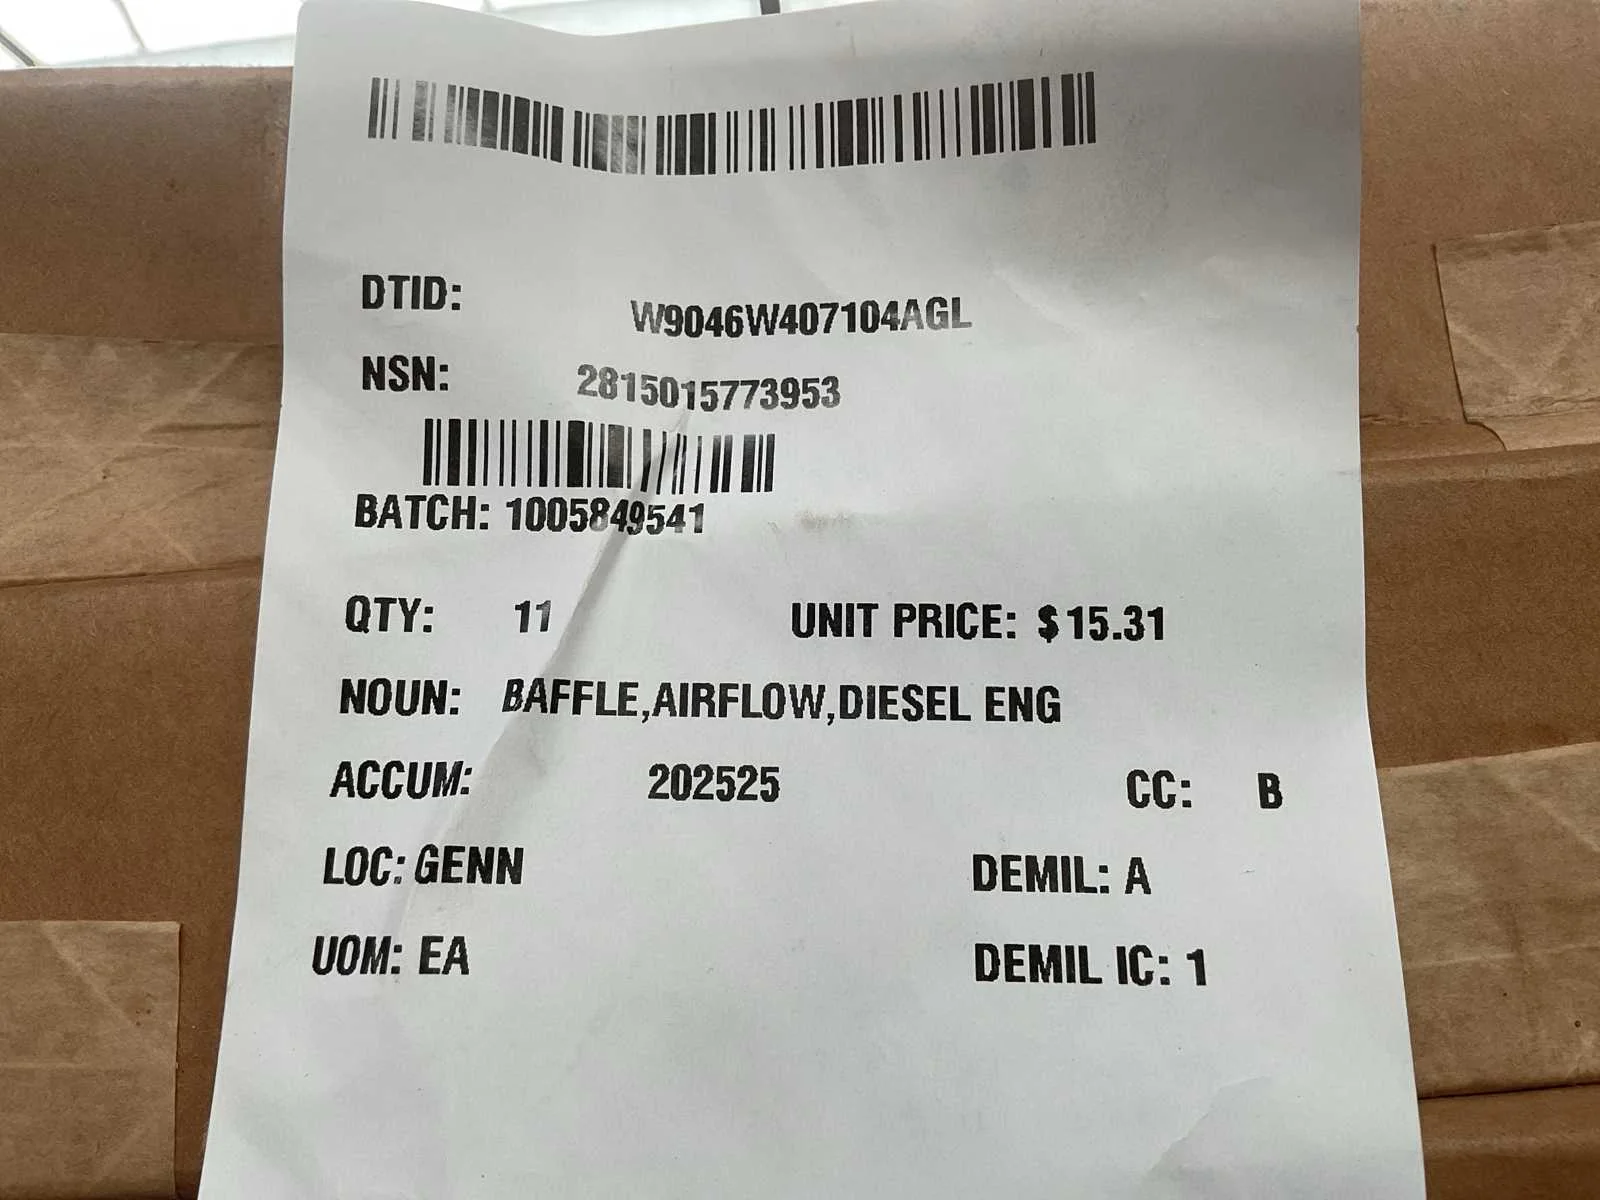 DTID: W9046W407104AGL
NSN: 2815015773953
BATCH: 1005849541
QTY: 11 UNIT PRICE: $15.31
NOUN: BAFFLE,AIRFLOW,DIESEL ENG
ACCUM: 202525 CC: B
LOC: GENN DEMIL: A
UOM: EA DEMIL IC: 1